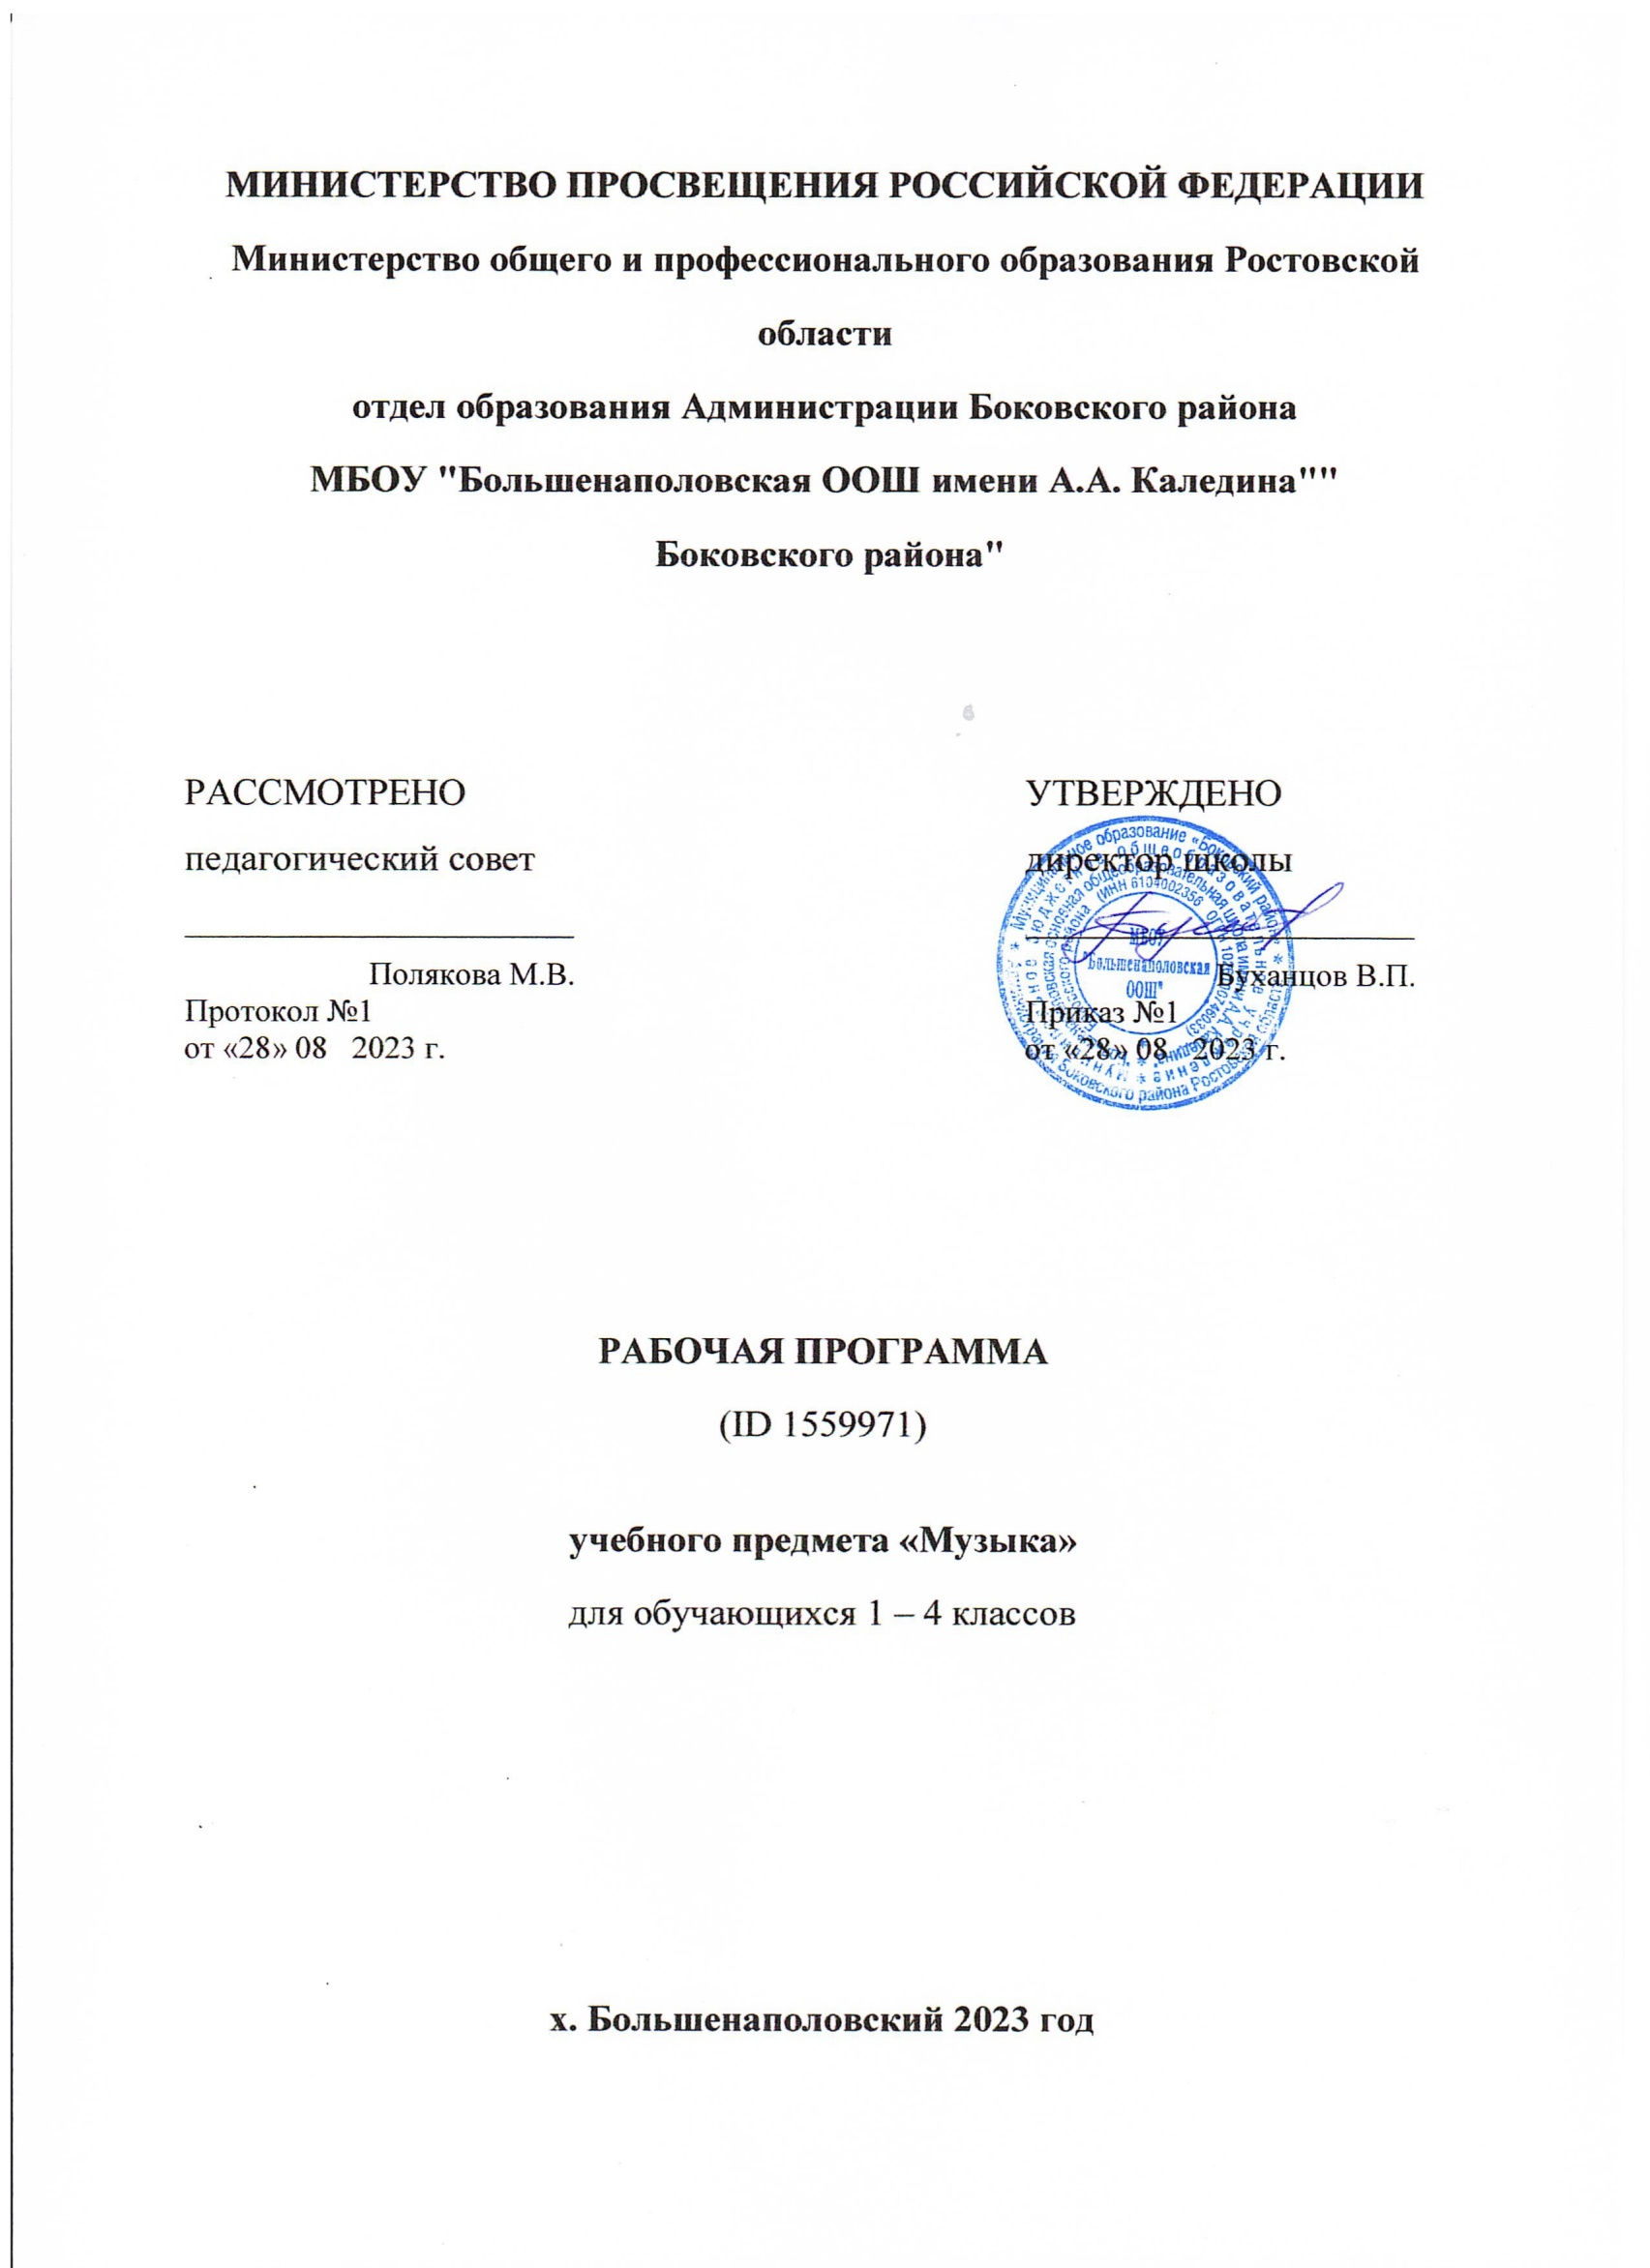 МИНИСТЕРСТВО ПРОСВЕЩЕНИЯ РОССИЙСКОЙ ФЕДЕРАЦИИ
Министерство общего и профессионального образования Ростовской
области
отдел образования Администрации Боковского района
МБОУ "Большенаполовская ООШ имени А.А. Каледина""
Боковского района"
РАССМОТРЕНО
педагогический совет
Полякова М.В.
Протокол №1
от «28» 08 2023 г.
УТВЕРЖДЕНО
директор школы
Буханцов В.П.
Приказ №1
от «28» 08 2023 г.
МБОУ
"Большенаполовская
ООШ"
РАБОЧАЯ ПРОГРАММА
(ID 1559971)
учебного предмета «Музыка»
для обучающихся 1 – 4 классов
х. Большенаполовский 2023 год